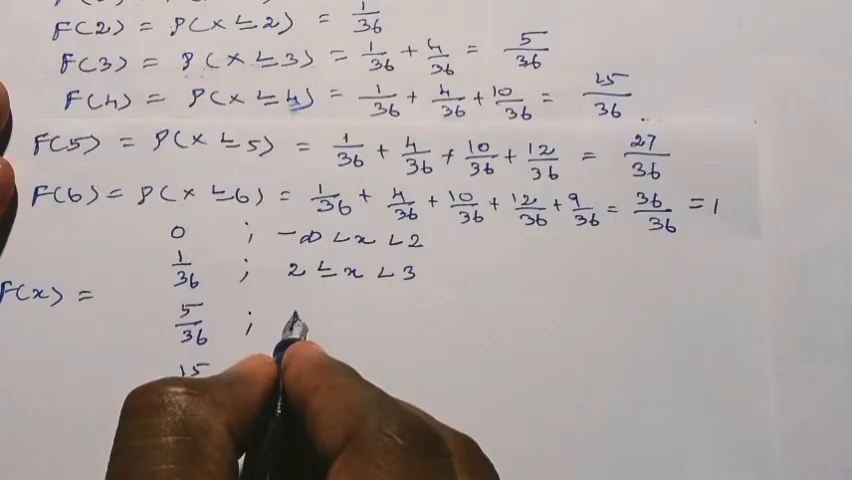 F(2) = P(x ≤ 2) = 1/36
F(3) = P(x ≤ 3) = 1/36 + 4/36 = 5/36
F(4) = P(x ≤ 4) = 1/36 + 4/36 + 10/36 = 15/36
F(5) = P(x ≤ 5) = 1/36 + 4/36 + 10/36 + 12/36 = 27/36
F(6) = P(x ≤ 6) = 1/36 + 4/36 + 10/36 + 12/36 + 9/36 = 36/36 = 1
0 ; -∞ < x < 2
1/36 ; 2 ≤ x < 3
F(x) =
5/36 ;
15